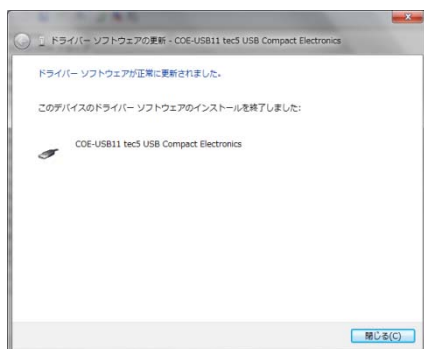 ドライバー ソフトウェアの更新 - COE-USB11 tec5 USB Compact Electronics
ドライバー ソフトウェアが正常に更新されました。
このデバイスのドライバー ソフトウェアのインストールを終了しました:
COE-USB11 tec5 USB Compact Electronics
閉じる(C)